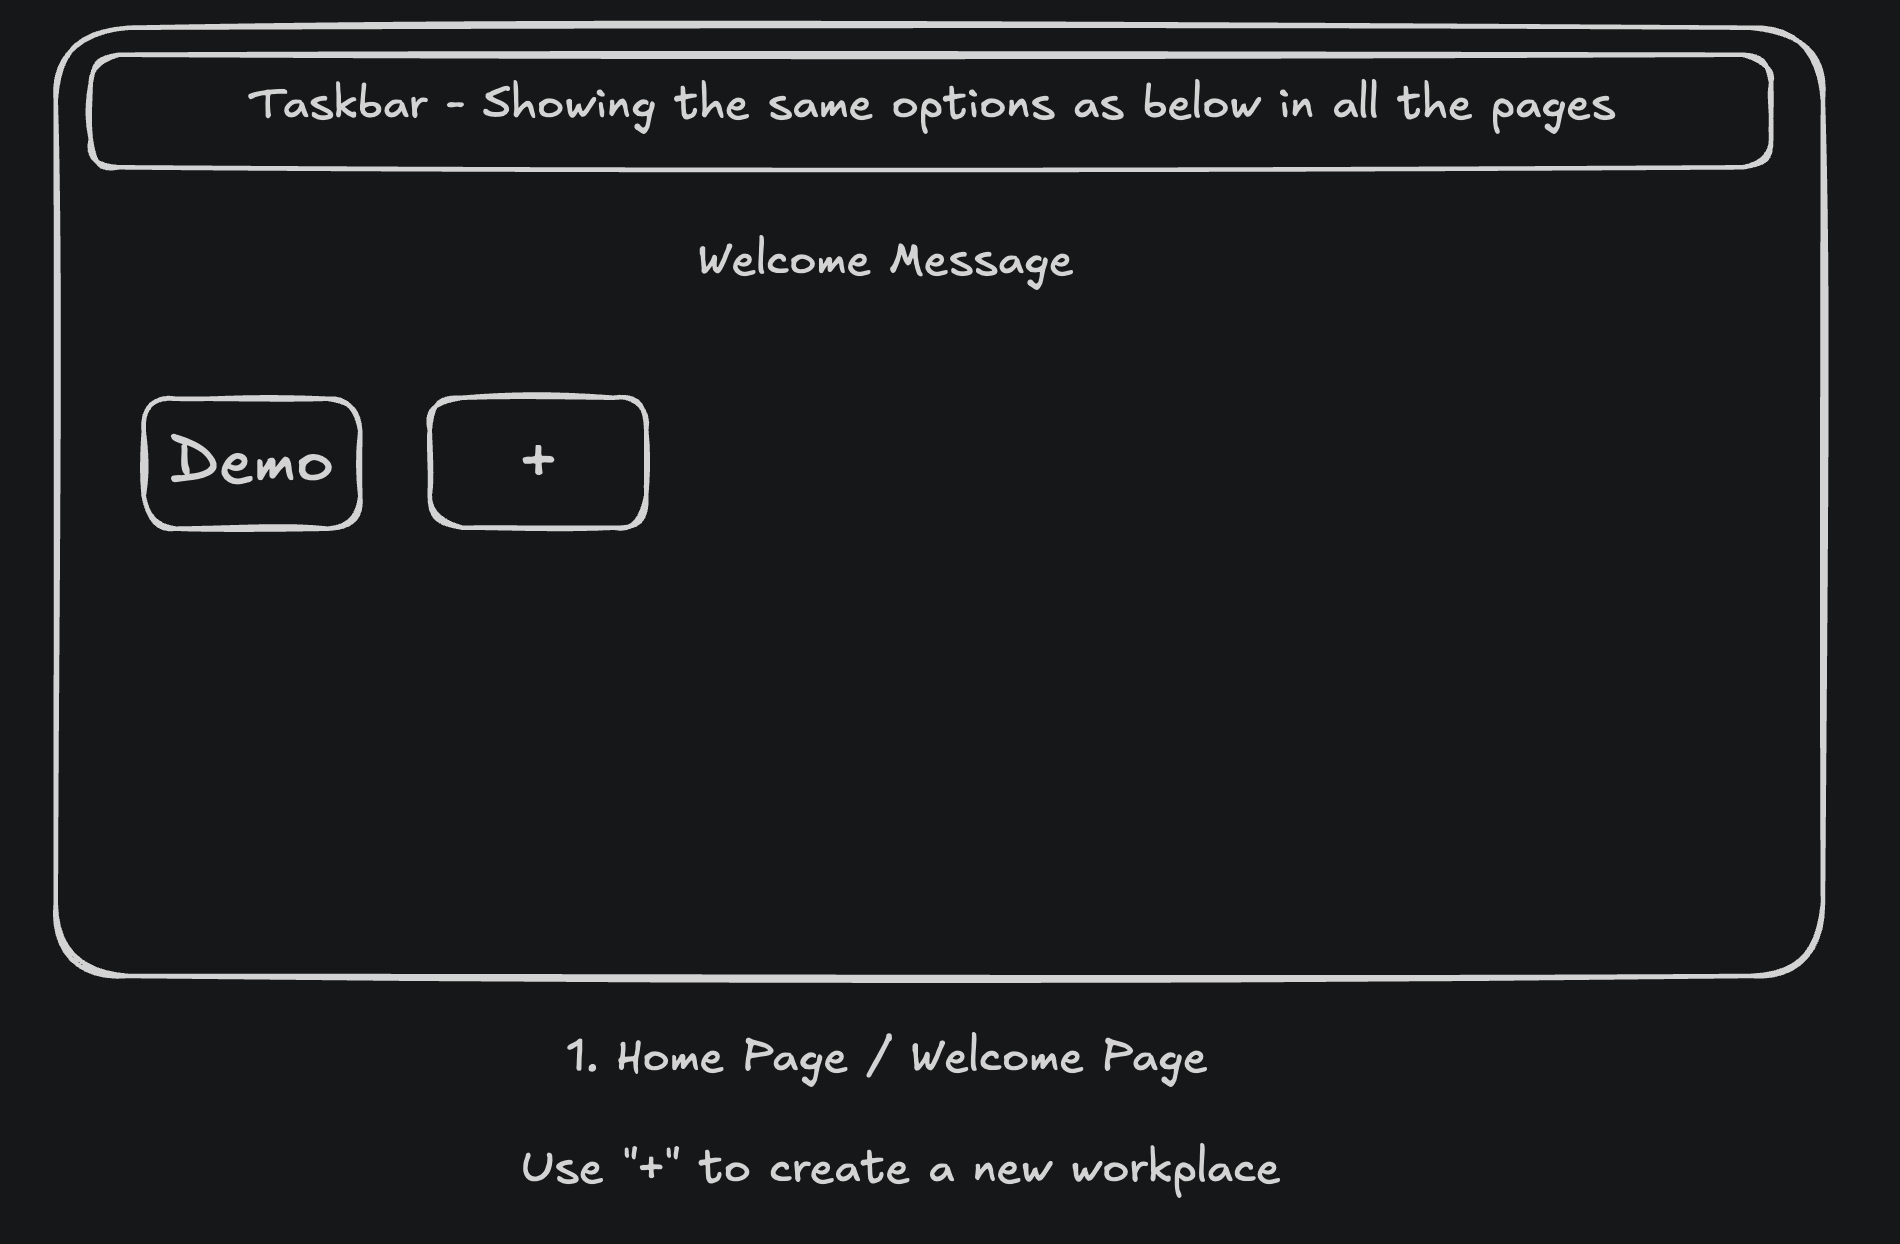 Taskbar - Showing the same options as below in all the pages
Welcome Message
Demo
+
1. Home Page / Welcome Page
Use "+" to create a new workplace